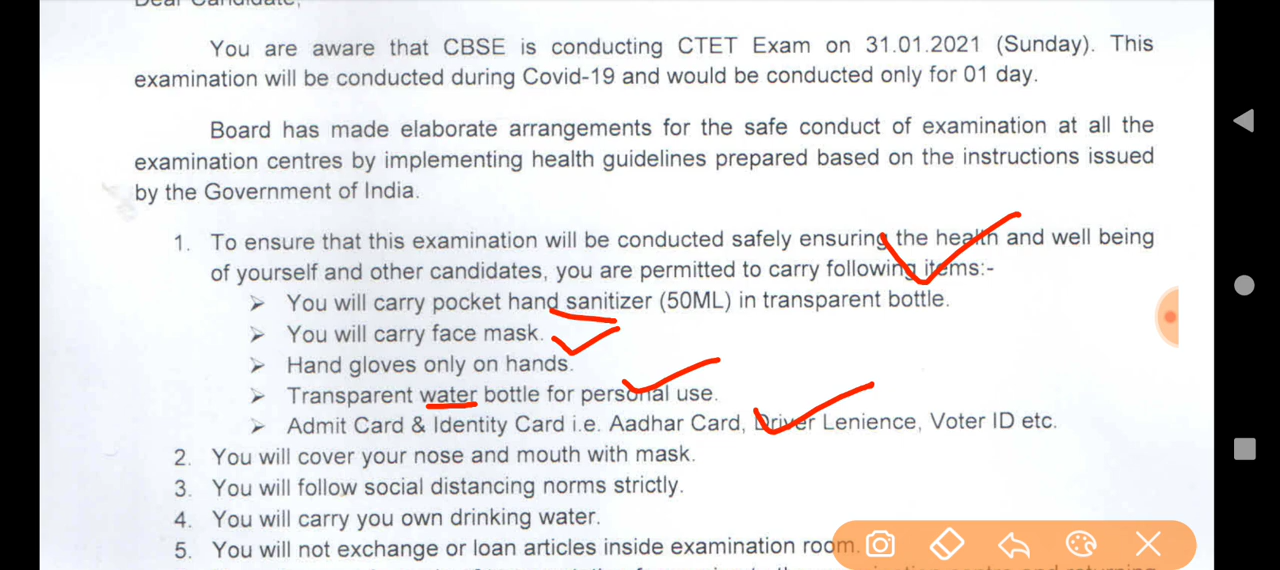 Dear Candidate,
You are aware that CBSE is conducting CTET Exam on 31.01.2021 (Sunday). This
examination will be conducted during Covid-19 and would be conducted only for 01 day.
Board has made elaborate arrangements for the safe conduct of examination at all the
examination centres by implementing health guidelines prepared based on the instructions issued
by the Government of India.
1. To ensure that this examination will be conducted safely ensuring the health and well being
of yourself and other candidates, you are permitted to carry following items:-
➢ You will carry pocket hand sanitizer (50ML) in transparent bottle.
➢ You will carry face mask.
➢ Hand gloves only on hands.
➢ Transparent water bottle for personal use.
➢ Admit Card & Identity Card i.e. Aadhar Card, Driver Lenience, Voter ID etc.
2. You will cover your nose and mouth with mask.
3. You will follow social distancing norms strictly.
4. You will carry you own drinking water.
5. You will not exchange or loan articles inside examination room.